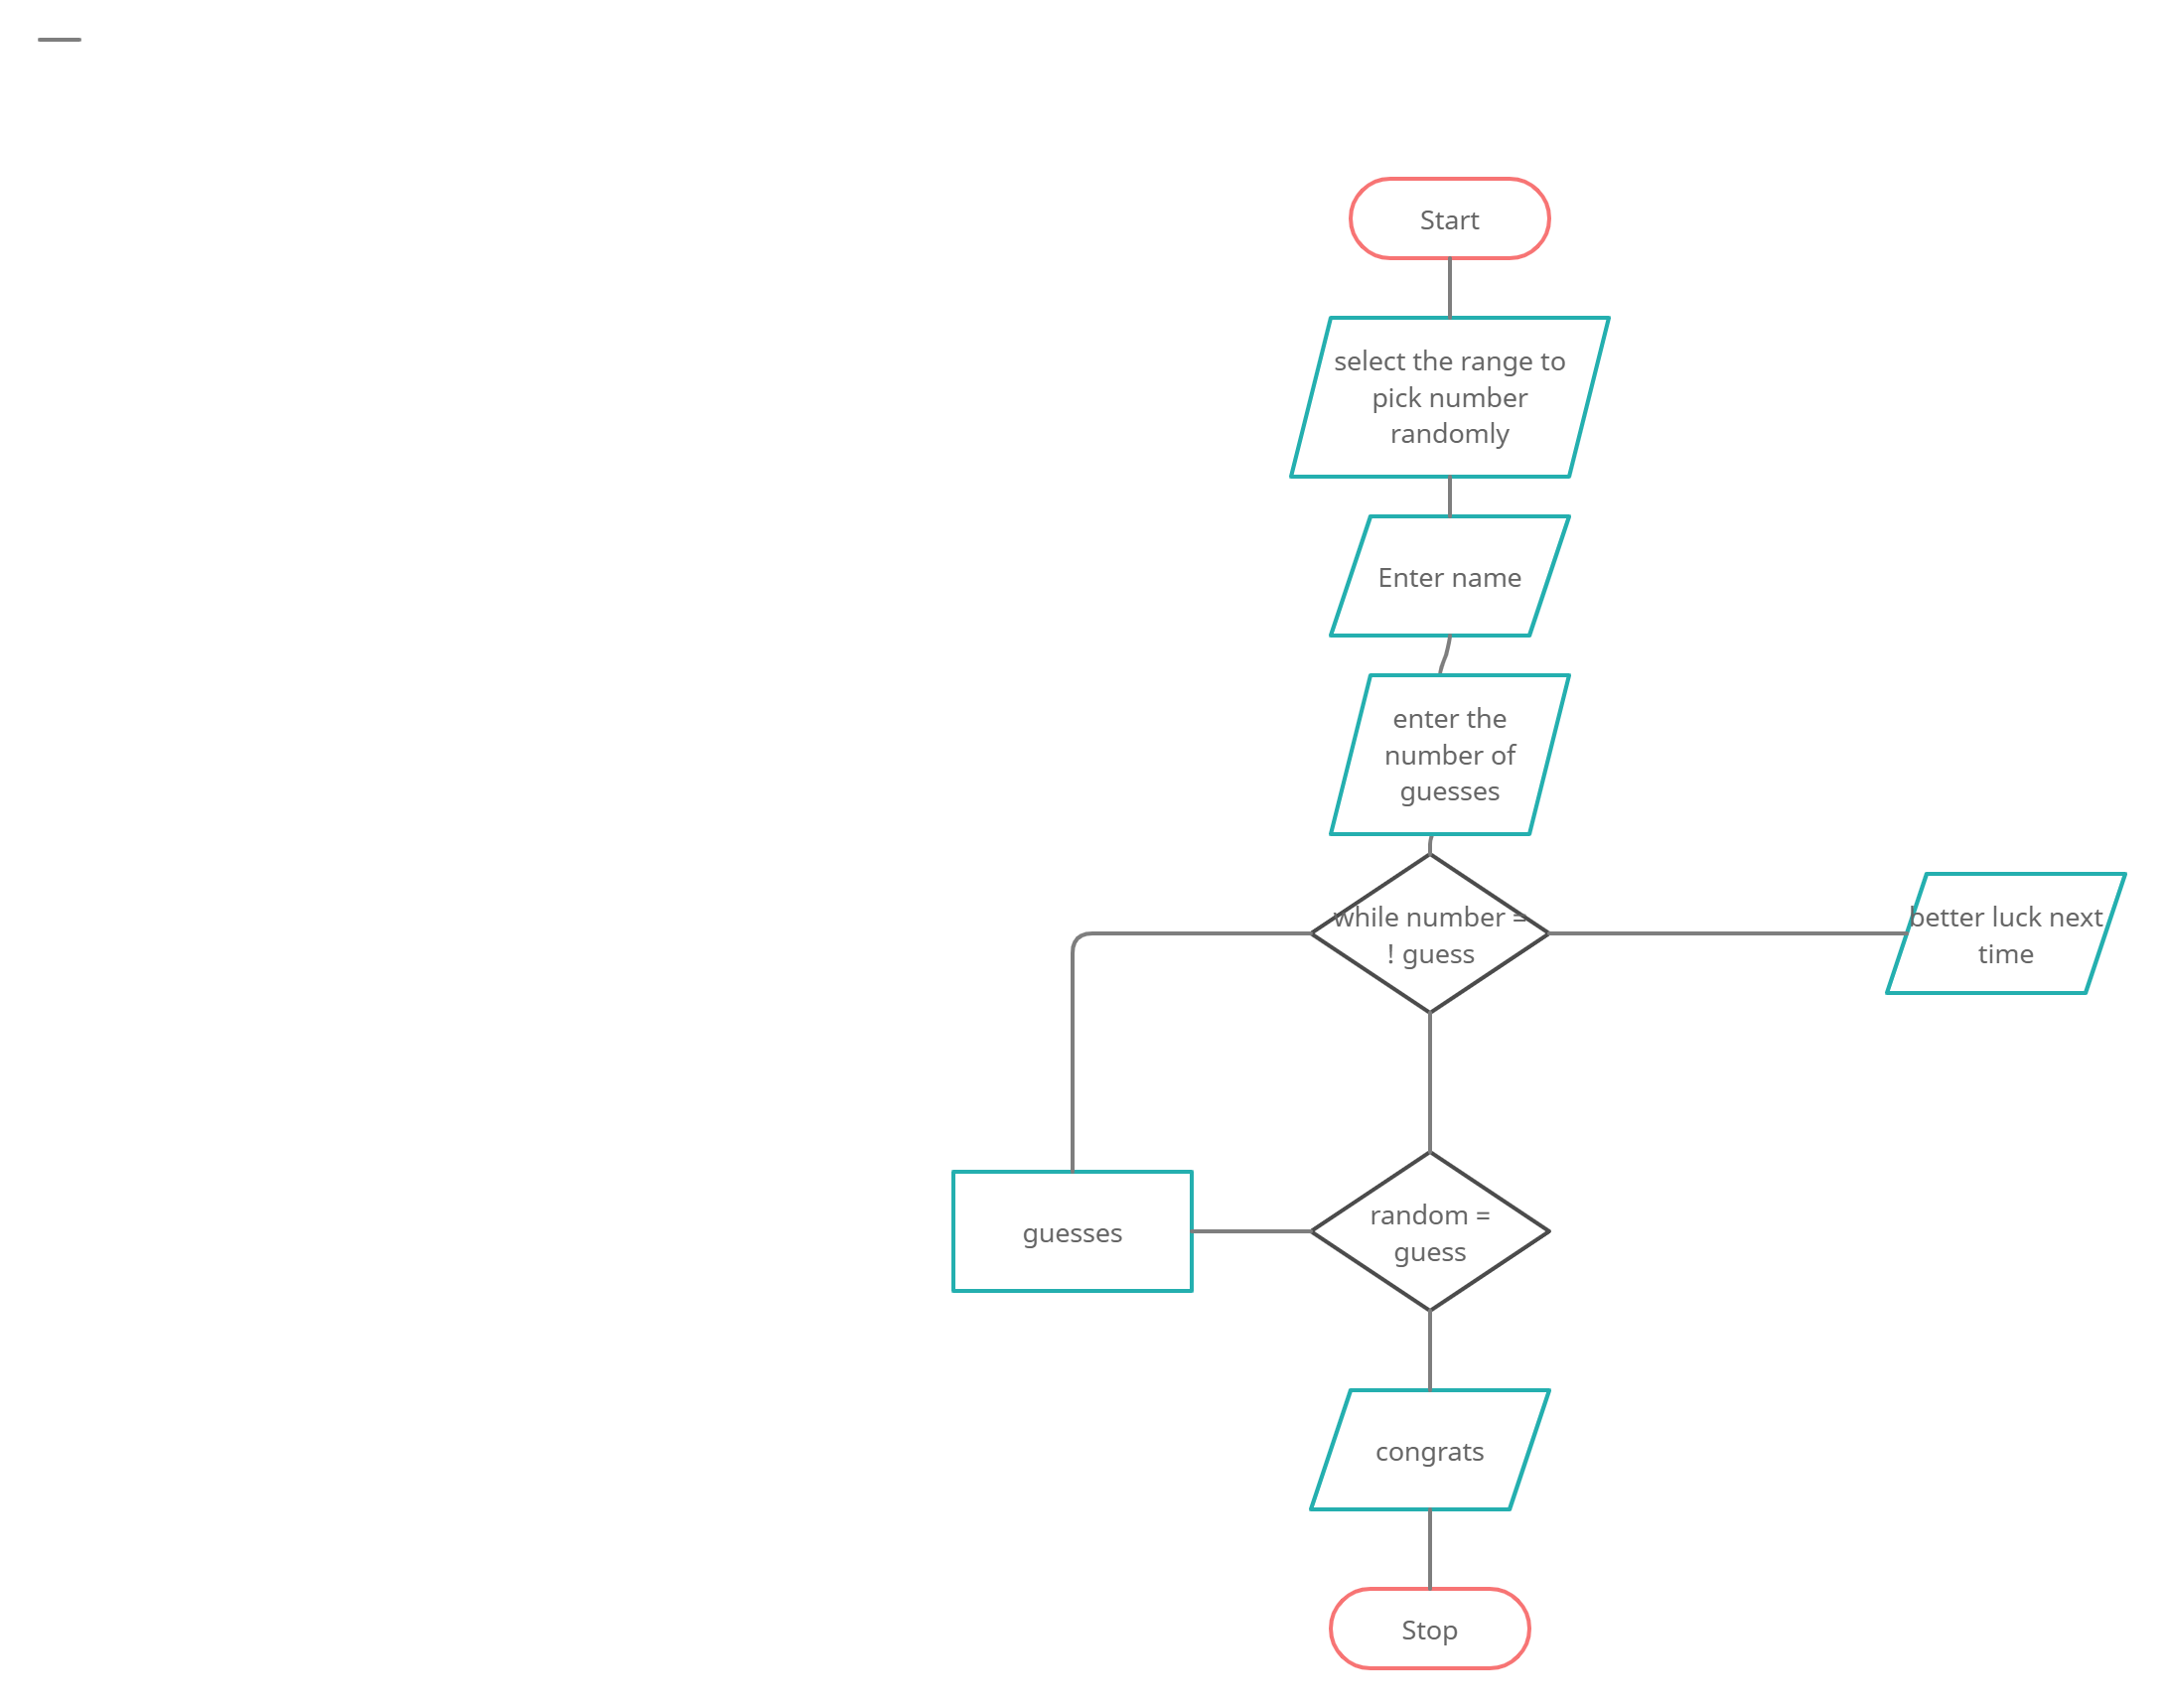 Start
select the range to
pick number
randomly
Enter name
enter the
number of
guesses
while number =
! guess
better luck next
time
guesses
random =
guess
congrats
Stop